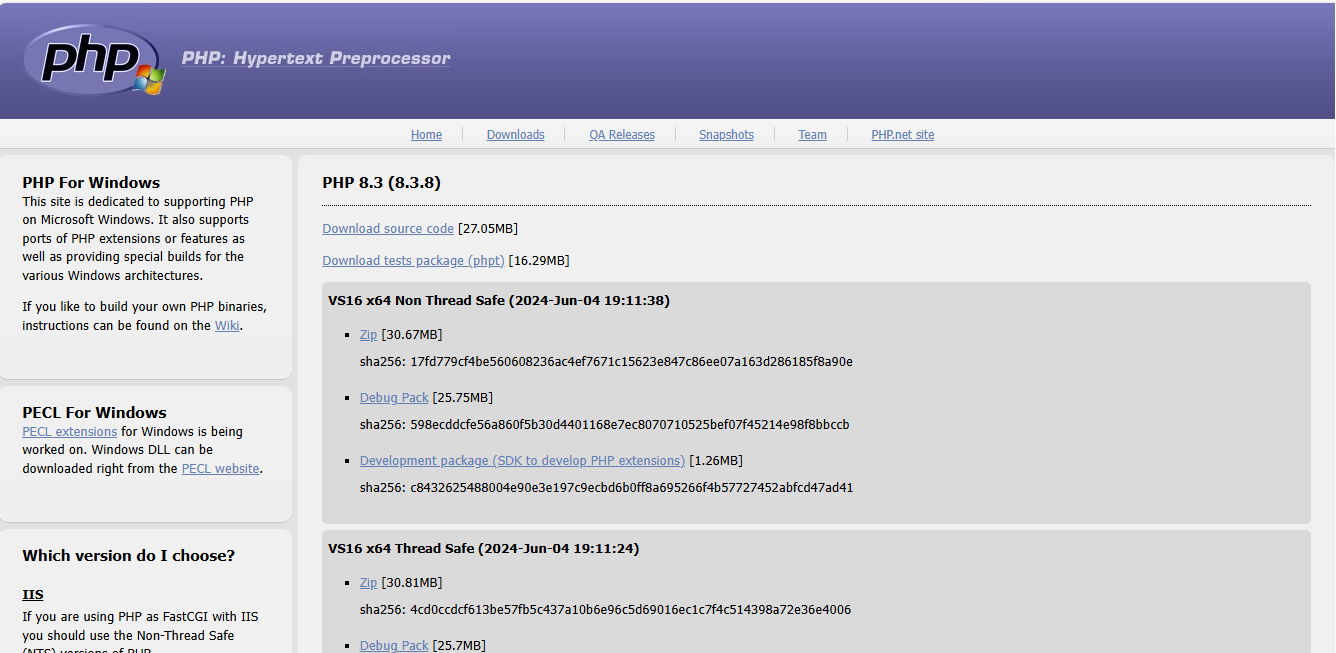 php
PHP: Hypertext Preprocessor
Home
Downloads
QA Releases
Snapshots
Team
PHP.net site
PHP For Windows
This site is dedicated to supporting PHP
on Microsoft Windows. It also supports
ports of PHP extensions or features as
well as providing special builds for the
various Windows architectures.
If you like to build your own PHP binaries,
instructions can be found on the Wiki.
PECL For Windows
PECL extensions for Windows is being
worked on. Windows DLL can be
downloaded right from the PECL website.
Which version do I choose?
IIS
If you are using PHP as FastCGI with IIS
you should use the Non-Thread Safe
(NTS) versions of PHP.
PHP 8.3 (8.3.8)
Download source code [27.05MB]
Download tests package (phpt) [16.29MB]
VS16 x64 Non Thread Safe (2024-Jun-04 19:11:38)
Zip [30.67MB]
sha256: 17fd779cf4be560608236ac4ef7671c15623e847c86ee07a163d286185f8a90e
Debug Pack [25.75MB]
sha256: 598ecddcfe56a860f5b30d4401168e7ec8070710525bef07f45214e98f8bbccb
Development package (SDK to develop PHP extensions) [1.26MB]
sha256: c8432625488004e90e3e197c9ecbd6b0ff8a695266f4b57727452abfcd47ad41
VS16 x64 Thread Safe (2024-Jun-04 19:11:24)
Zip [30.81MB]
sha256: 4cd0ccdcf613be57fb5c437a10b6e96c5d69016ec1c7f4c514398a72e36e4006
Debug Pack [25.7MB]